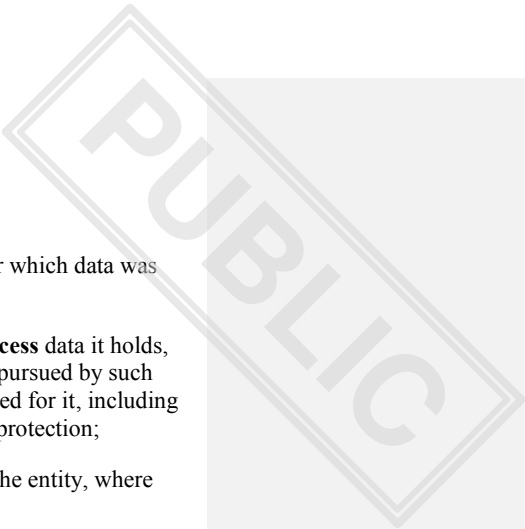 r which data was
cess data it holds,
pursued by such
ed for it, including
protection;
he entity, where
PUBLIC